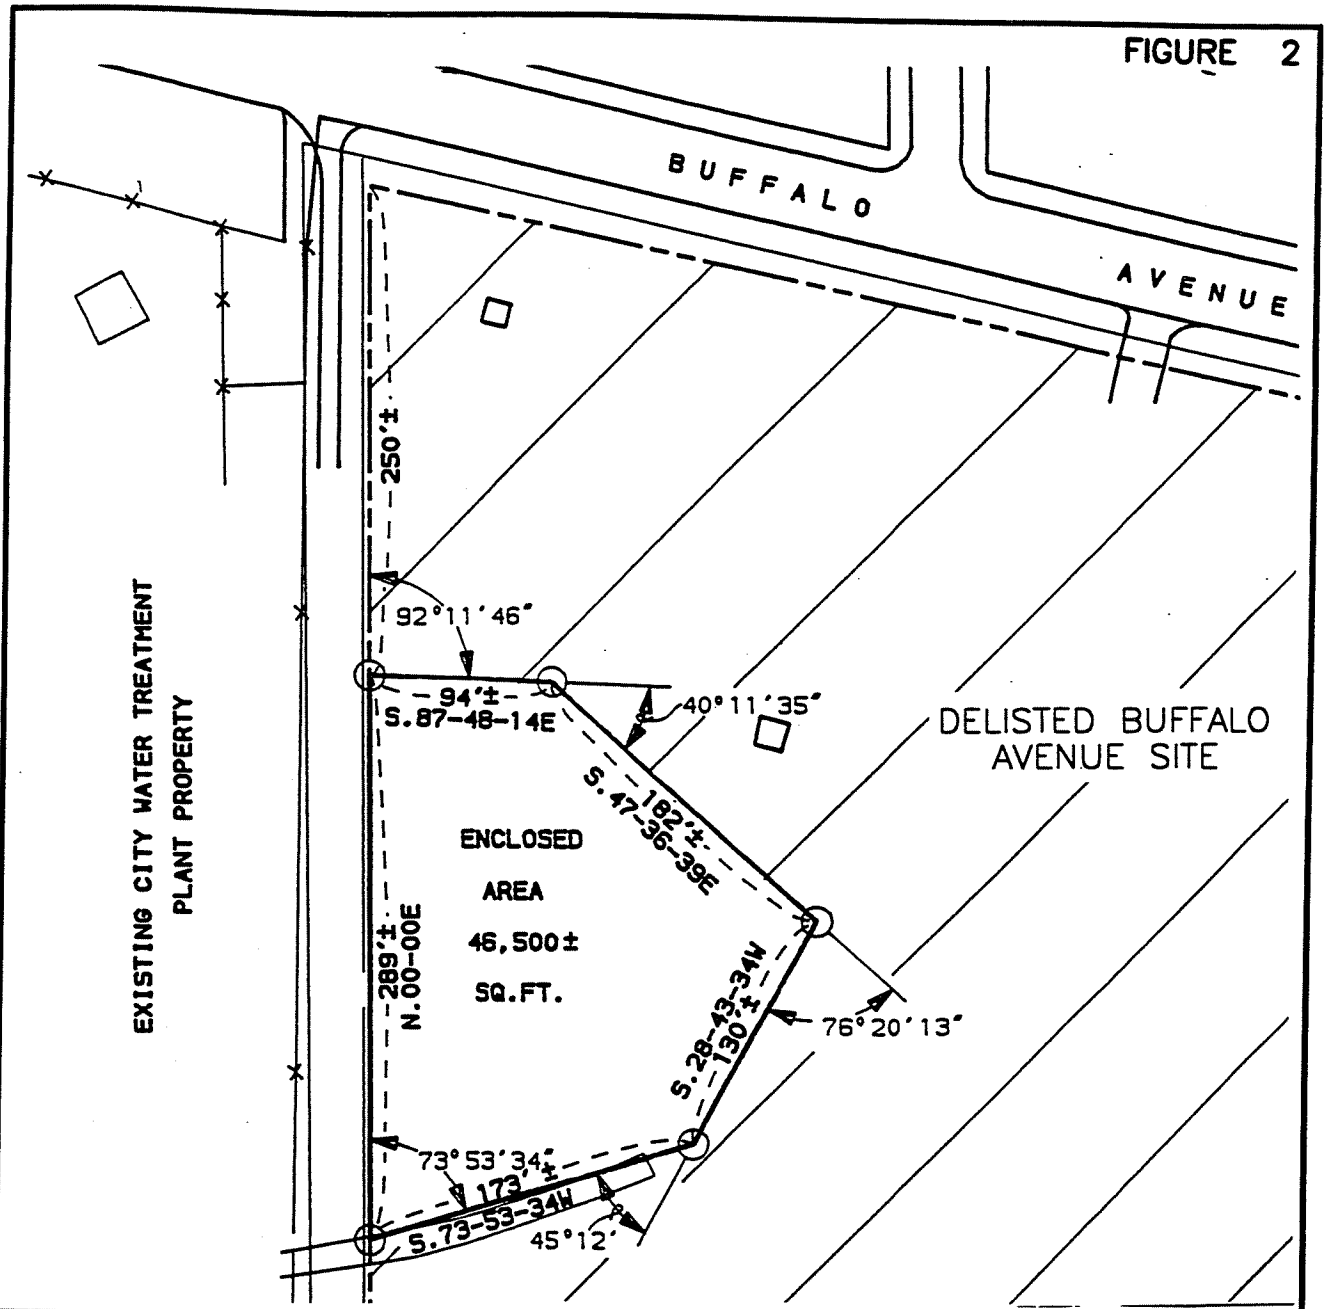 FIGURE 2
BUFFALO
AVENUE
250'±
92°11'46"
94'±
S.87-48-14E
40°11'35"
DELISTED BUFFALO
AVENUE SITE
182'±
S.47-36-39E
EXISTING CITY WATER TREATMENT
PLANT PROPERTY
ENCLOSED
AREA
46,500±
SQ.FT.
289'±
N.00-00E
S.28-43-34W
130'±
76°20'13"
73°53'34"
173'±
S.73-53-34W
45°12'